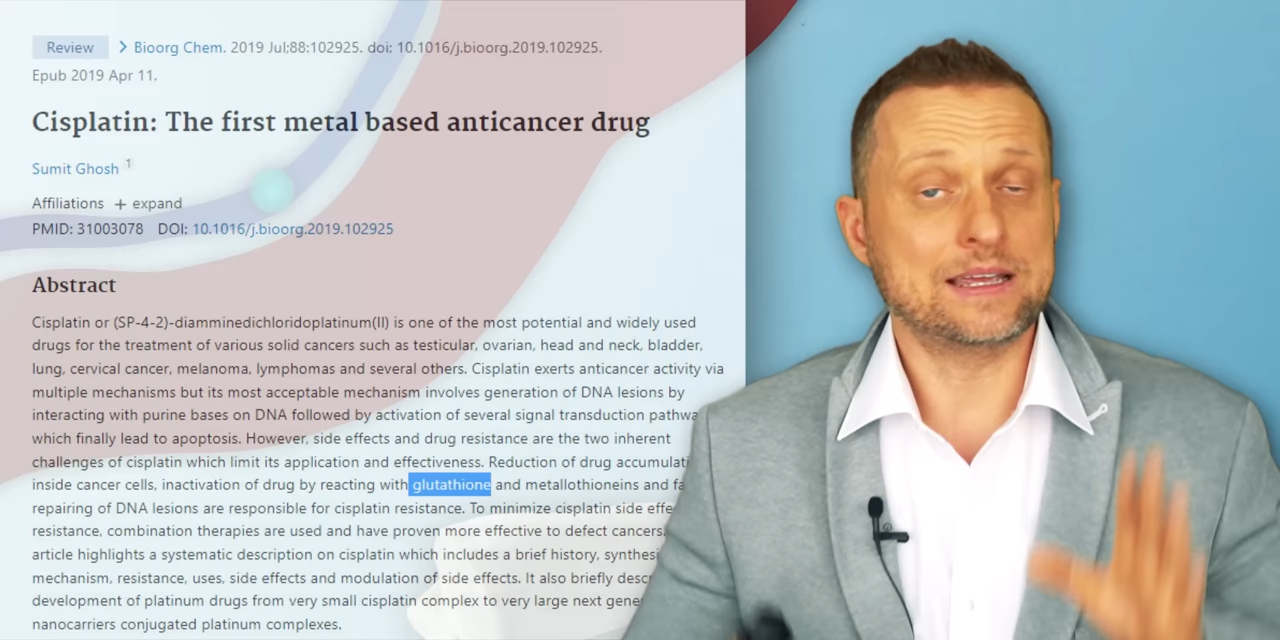 Review > Bioorg Chem. 2019 Jul:88:102925. doi: 10.1016/j.bioorg.2019.102925.
Epub 2019 Apr 11.
Cisplatin: The first metal based anticancer drug
Sumit Ghosh 1
Affiliations + expand
PMID: 31003078 DOI: 10.1016/j.bioorg.2019.102925
Abstract
Cisplatin or (SP-4-2)-diamminedichloridoplatinum(II) is one of the most potential and widely used
drugs for the treatment of various solid cancers such as testicular, ovarian, head and neck, bladder,
lung, cervical cancer, melanoma, lymphomas and several others. Cisplatin exerts anticancer activity via
multiple mechanisms but its most acceptable mechanism involves generation of DNA lesions by
interacting with purine bases on DNA followed by activation of several signal transduction pathwa
which finally lead to apoptosis. However, side effects and drug resistance are the two inherent
challenges of cisplatin which limit its application and effectiveness. Reduction of drug accumulati
inside cancer cells, inactivation of drug by reacting with glutathione and metallothioneins and fa
repairing of DNA lesions are responsible for cisplatin resistance. To minimize cisplatin side effe
resistance, combination therapies are used and have proven more effective to defect cancers.
article highlights a systematic description on cisplatin which includes a brief history, synthesi
mechanism, resistance, uses, side effects and modulation of side effects. It also briefly descr
development of platinum drugs from very small cisplatin complex to very large next gene
nanocarriers conjugated platinum complexes.